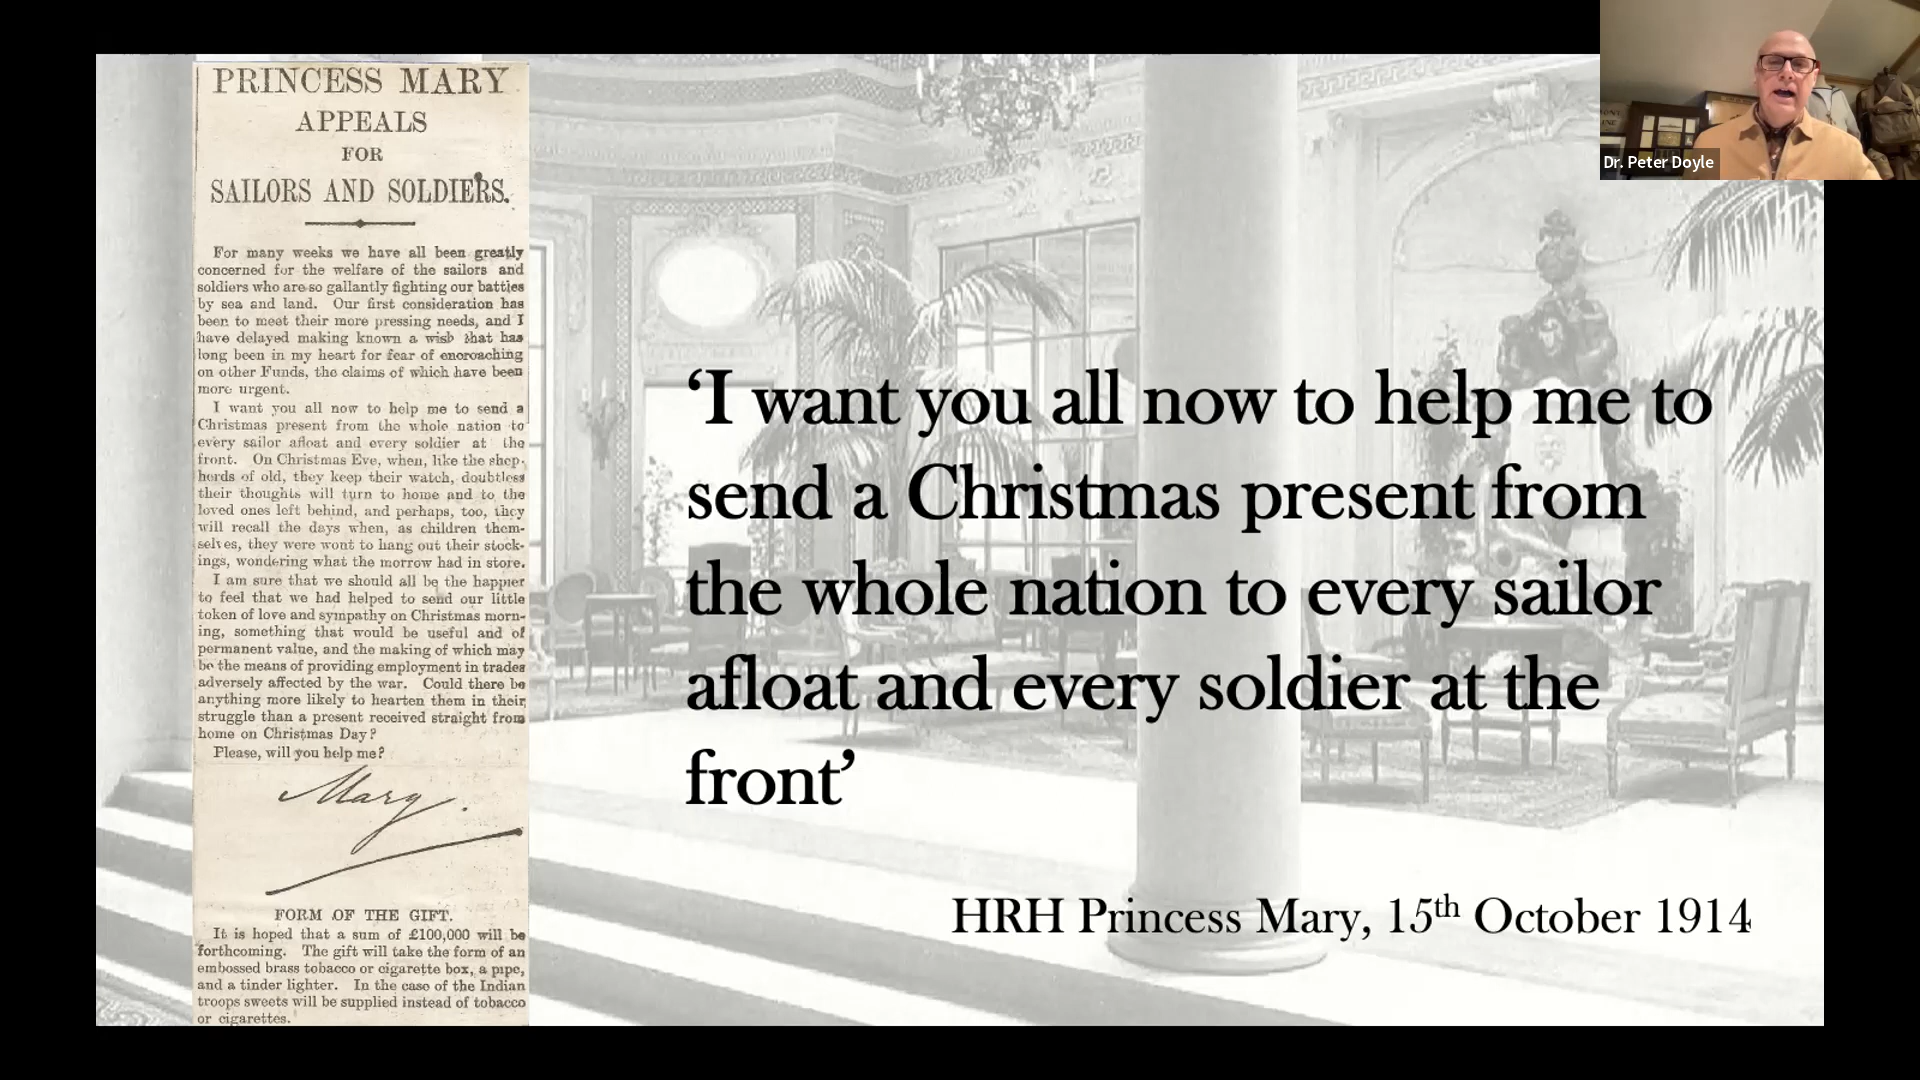 PRINCESS MARY
APPEALS
FOR
SAILORS AND SOLDIERS.
For many weeks we have all been greatly
concerned for the welfare of the sailors and
soldiers who are so gallantly fighting our battles
by sea and land. Our first consideration has
been to meet their more pressing needs, and I
have delayed making known a wish that has
long been in my heart for fear of encroaching
on other Funds, the claims of which have been
more urgent.
I want you all now to help me to send a
Christmas present from the whole nation to
every sailor afloat and every soldier at the
front. On Christmas Eve, when, like the shep-
herds of old, they keep their watch, doubtless
their thoughts will turn to home and to the
loved ones left behind, and perhaps, too, they
will recall the days when, as children them-
selves, they were wont to hang out their stock-
ings, wondering what the morrow had in store.
I am sure that we should all be the happier
to feel that we had helped to send our little
token of love and sympathy on Christmas morn-
ing, something that would be useful and of
permanent value, and the making of which may
be the means of providing employment in trades
adversely affected by the war. Could there be
anything more likely to hearten them in their
struggle than a present received straight from
home on Christmas Day?
Please, will you help me?
Mary.
FORM OF THE GIFT.
It is hoped that a sum of £100,000 will be
forthcoming. The gift will take the form of an
embossed brass tobacco or cigarette box, a pipe,
and a tinder lighter. In the case of the Indian
troops sweets will be supplied instead of tobacco
or cigarettes.
‘I want you all now to help me to
send a Christmas present from
the whole nation to every sailor
afloat and every soldier at the
front’
HRH Princess Mary, 15th October 1914
Dr. Peter Doyle